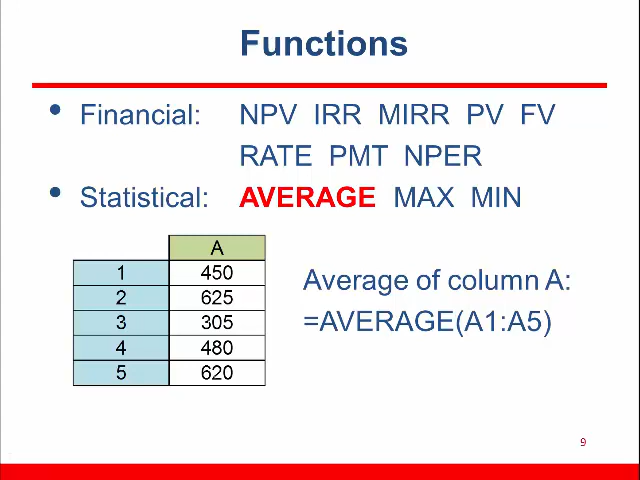 Functions
• Financial: NPV IRR MIRR PV FV
RATE PMT NPER
• Statistical: AVERAGE MAX MIN
A
1 450
2 625
3 305
4 480
5 620
Average of column A:
=AVERAGE(A1:A5)
9